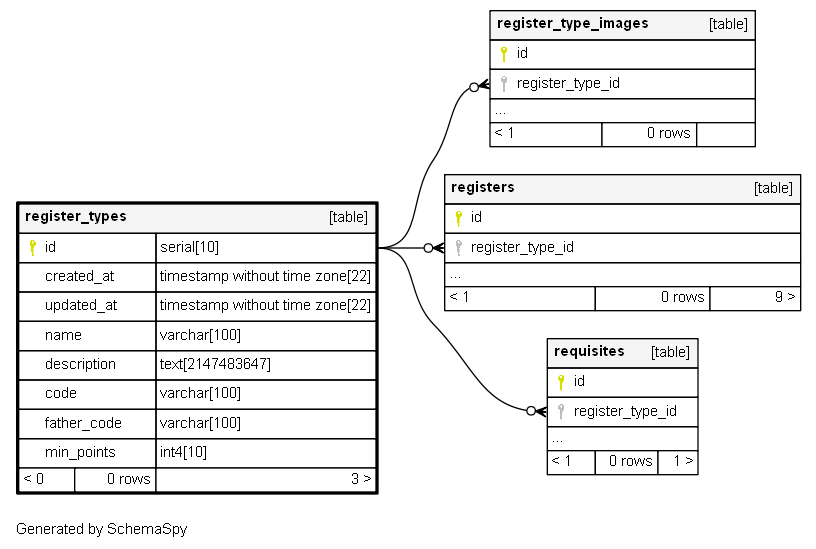 register_type_images [table]
id
register_type_id
...
< 1 0 rows
registers [table]
id
register_type_id
...
< 1 0 rows 9 >
register_types [table]
id serial[10]
created_at timestamp without time zone[22]
updated_at timestamp without time zone[22]
name varchar[100]
description text[2147483647]
code varchar[100]
father_code varchar[100]
min_points int4[10]
< 0 0 rows 3 >
requisites [table]
id
register_type_id
...
< 1 0 rows 1 >
Generated by SchemaSpy